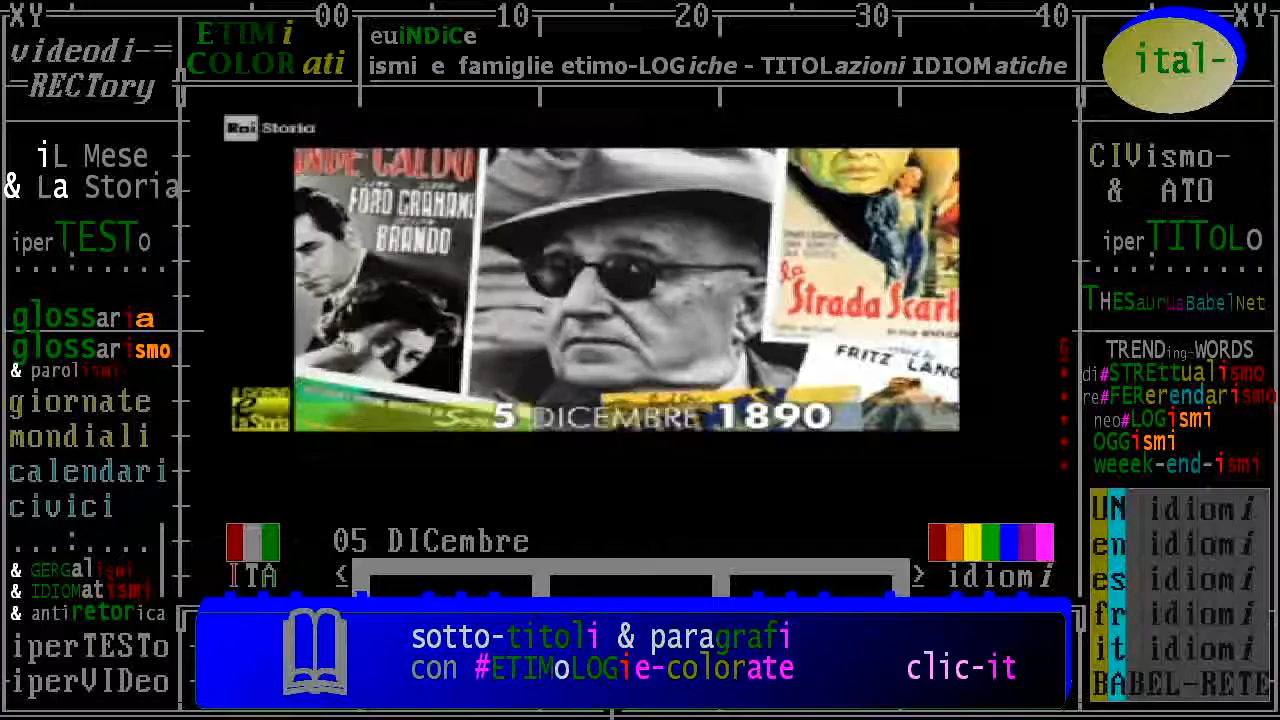 XY 00 10 20 30 40 XY
videodi-=
=RECTory
ETIMi
COLORati
euiNDiCe
ismi e famiglie etimo-LOGiche - TITOLazioni IDIOMatiche
ital-
iL Mese
& La Storia
iperTESTo
glossaria
glossarismo
& parolismi
giornate
mondiali
calendari
civici
...:....
& GERGalismi
& IDIOMatismi
& antiretorica
iperTESTo
iperVIDeo
Rai Storia
NDE CALDO
FORD GRAHAM
BRANDO
la
Strada Scarl
FRITZ LANG
5 DICEMBRE 1890
ITA
05 DICembre
< > idiomi
sotto-titoli & paragrafi
con #ETIMoLOGie-colorate clic-it
CIVismo-
& ATO
iperTITOLO
THESaurusBabelNet
TRENDing-WORDS
di#STREttualismo
re#FERerendarismo
neo#LOGismi
OGGismi
weeek-end-ismi
UN idiomi
en idiomi
es idiomi
fr idiomi
it idiomi
BABEL-RETE